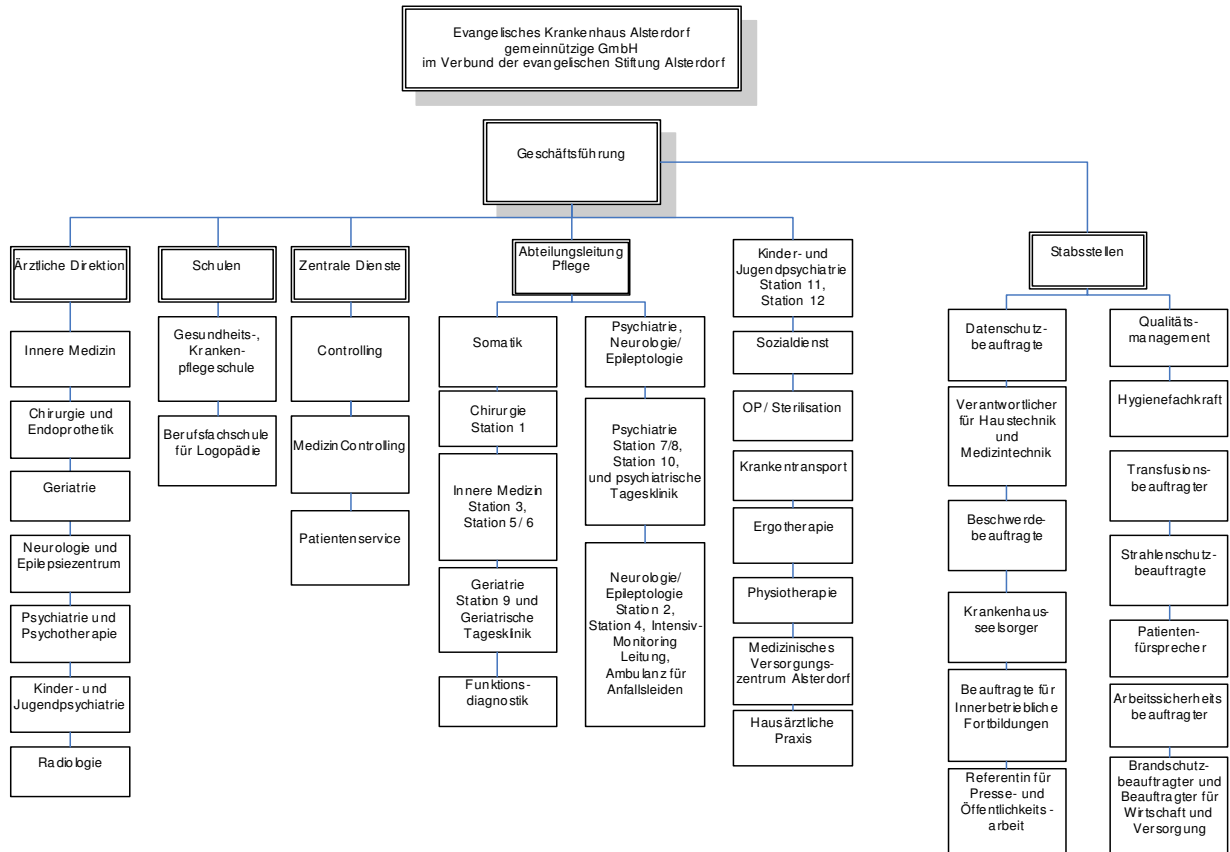 Evangelisches Krankenhaus Alsterdorf
gemeinnützige GmbH
im Verbund der evangelischen Stiftung Alsterdorf
Geschäftsführung
Ärztliche Direktion
Innere Medizin
Chirurgie und
Endoprothetik
Geriatrie
Neurologie und
Epilepsiezentrum
Psychiatrie und
Psychotherapie
Kinder- und
Jugendpsychiatrie
Radiologie
Schulen
Gesundheits-,
Kranken-
pflegeschule
Berufsfachschule
für Logopädie
Zentrale Dienste
Controlling
MedizinControlling
Patientenservice
Abteilungsleitung
Pflege
Somatik
Chirurgie
Station 1
Innere Medizin
Station 3,
Station 5/ 6
Geriatrie
Station 9 und
Geriatrische
Tagesklinik
Funktions-
diagnostik
Psychiatrie,
Neurologie/
Epileptologie
Psychiatrie
Station 7/8,
Station 10,
und psychiatrische
Tagesklinik
Neurologie/
Epileptologie
Station 2,
Station 4, Intensiv-
Monitoring
Leitung,
Ambulanz für
Anfallsleiden
Kinder- und
Jugendpsychiatrie
Station 11,
Station 12
Sozialdienst
OP / Sterilisation
Krankentransport
Ergotherapie
Physiotherapie
Medizinisches
Versorgungs-
zentrum Alsterdorf
Hausärztliche
Praxis
Stabsstellen
Datenschutz-
beauftragte
Verantwortlicher
für Haustechnik
und
Medizintechnik
Beschwerde-
beauftragte
Krankenhaus-
seelsorger
Beauftragte für
Innerbetriebliche
Fortbildungen
Referentin für
Presse- und
Öffentlichkeits -
arbeit
Qualitäts-
management
Hygienefachkraft
Transfusions-
beauftragter
Strahlenschutz-
beauftragte
Patienten-
fürsprecher
Arbeitssicherheits
beauftragter
Brandschutz-
beauftragter und
Beauftragter für
Wirtschaft und
Versorgung